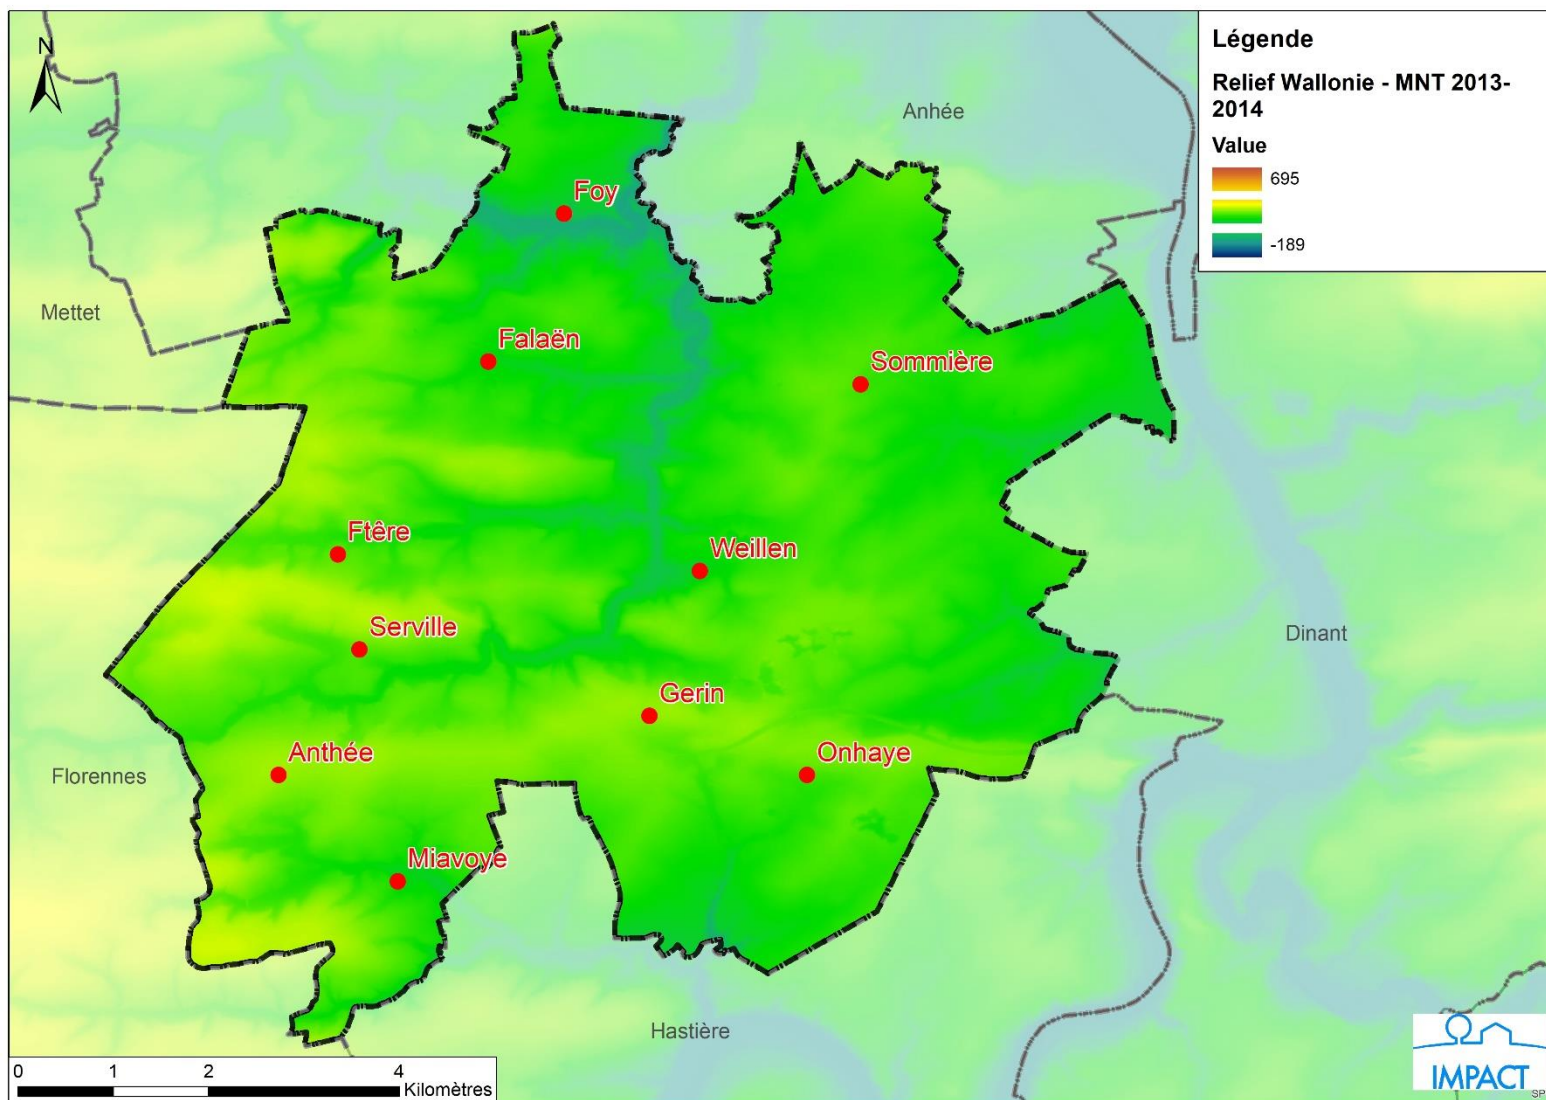 N
Légende
Relief Wallonie - MNT 2013-
2014
Value
695
-189
Anhée
Foy
Mettet
Falaën
Sommière
Ftêre
Weillen
Serville
Dinant
Gerin
Anthée
Onhaye
Florennes
Miavoye
Hastière
0 1 2 4
Kilomètres
IMPACT
SP